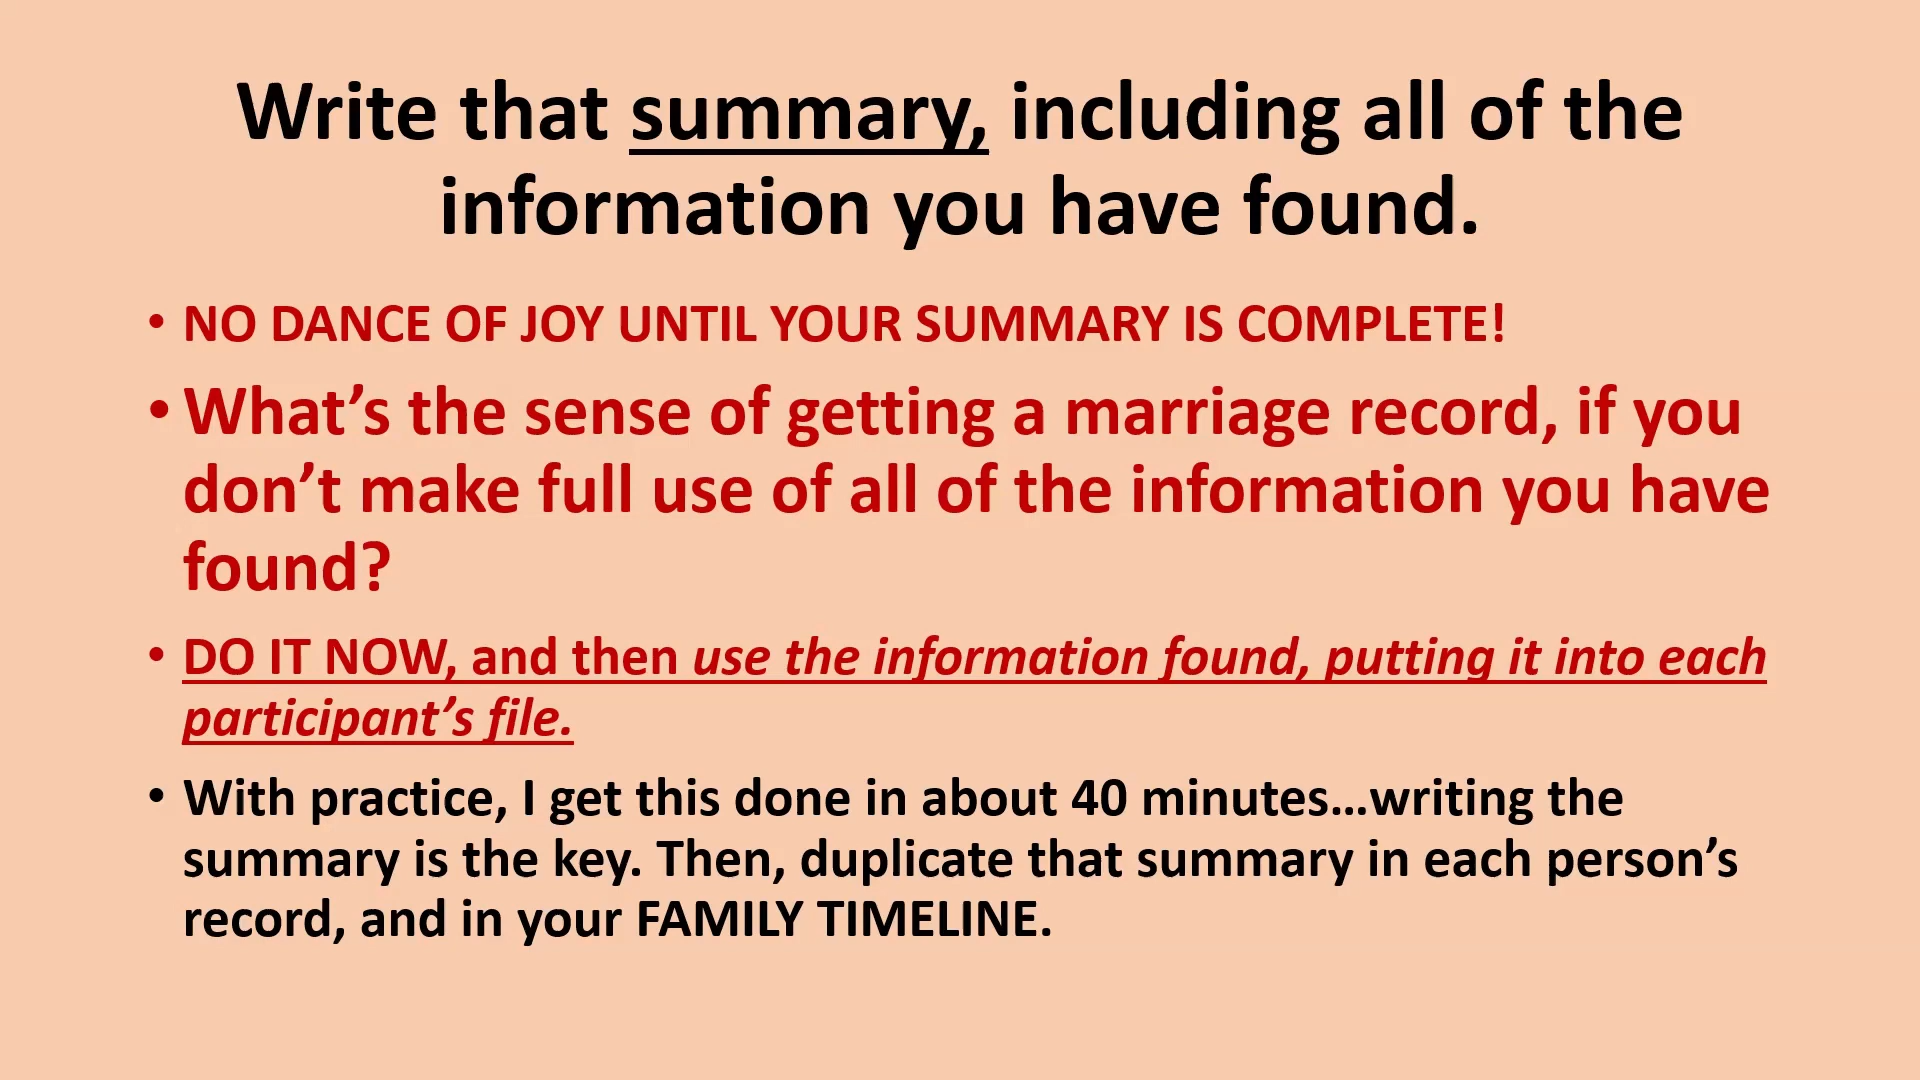 Write that summary, including all of the
information you have found.
• NO DANCE OF JOY UNTIL YOUR SUMMARY IS COMPLETE!
• What’s the sense of getting a marriage record, if you
don’t make full use of all of the information you have
found?
• DO IT NOW, and then use the information found, putting it into each
participant’s file.
• With practice, I get this done in about 40 minutes…writing the
summary is the key. Then, duplicate that summary in each person’s
record, and in your FAMILY TIMELINE.